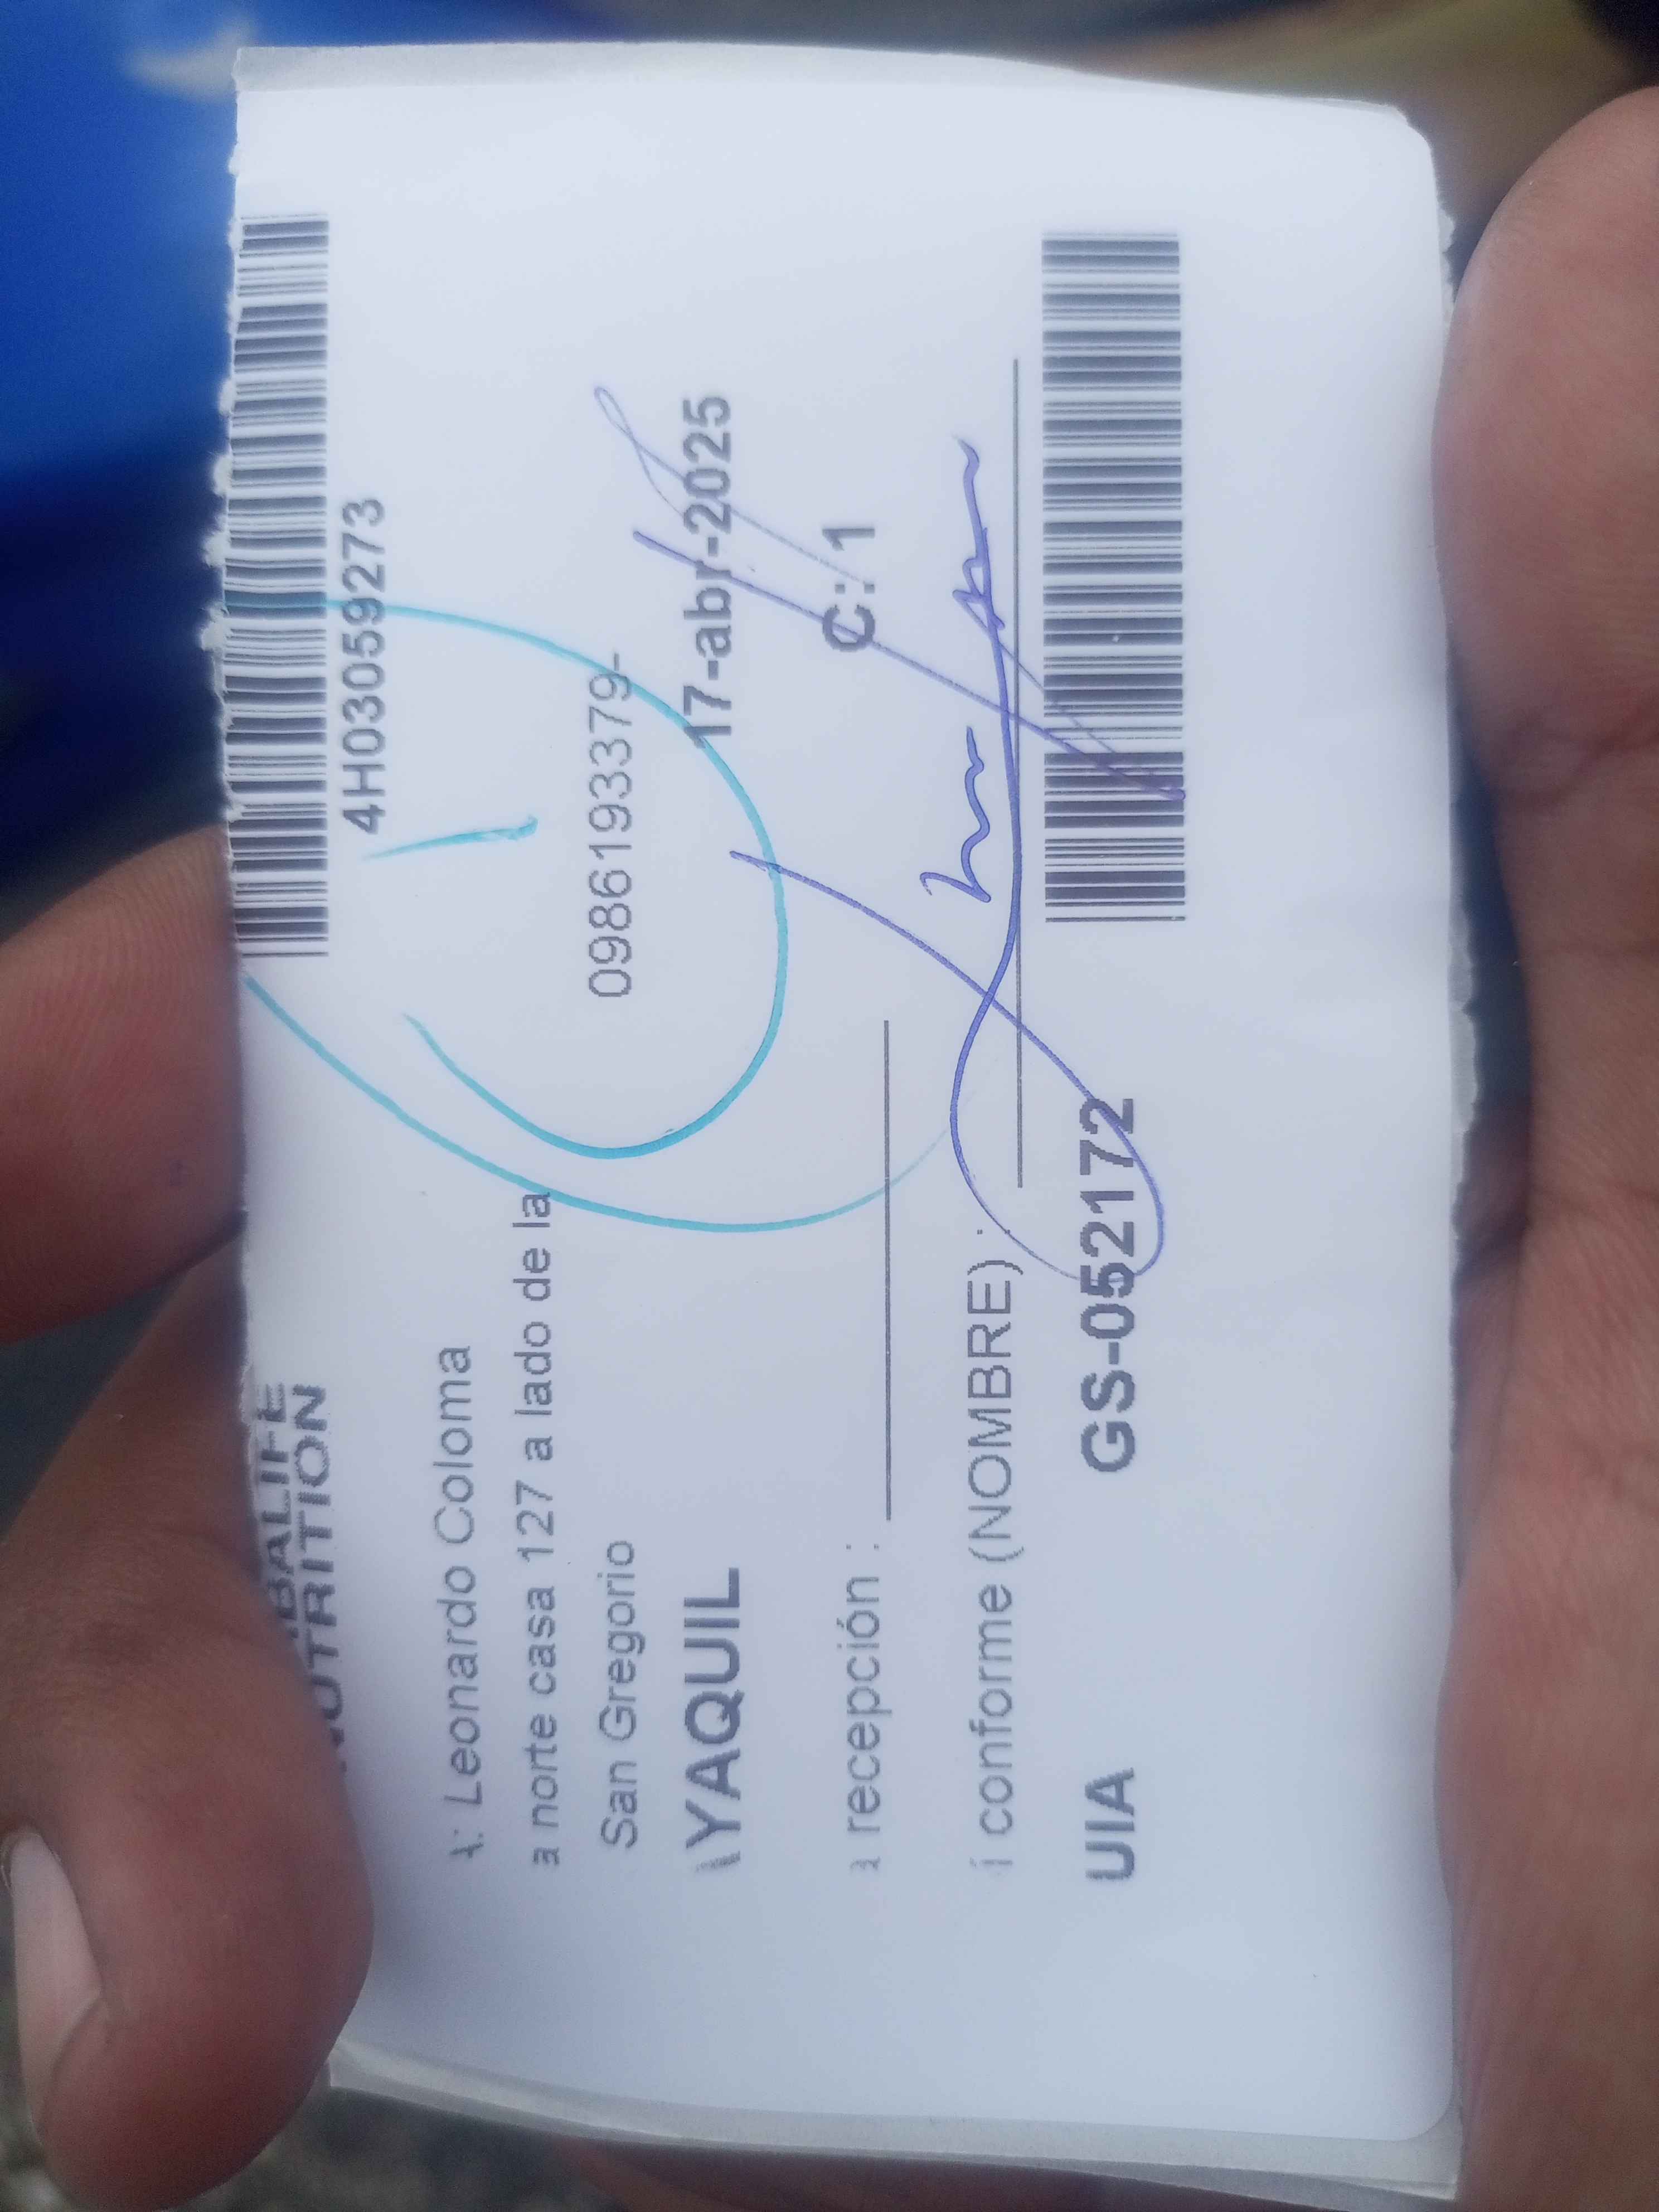 NUTRITION
4H03059273
Leonardo Coloma
a norte casa 127 a lado de la
San Gregorio 0986193379-
YAQUIL 17-abr-2025
recepción : C: 1
conforme (NOMBRE) :
UIA GS-052172